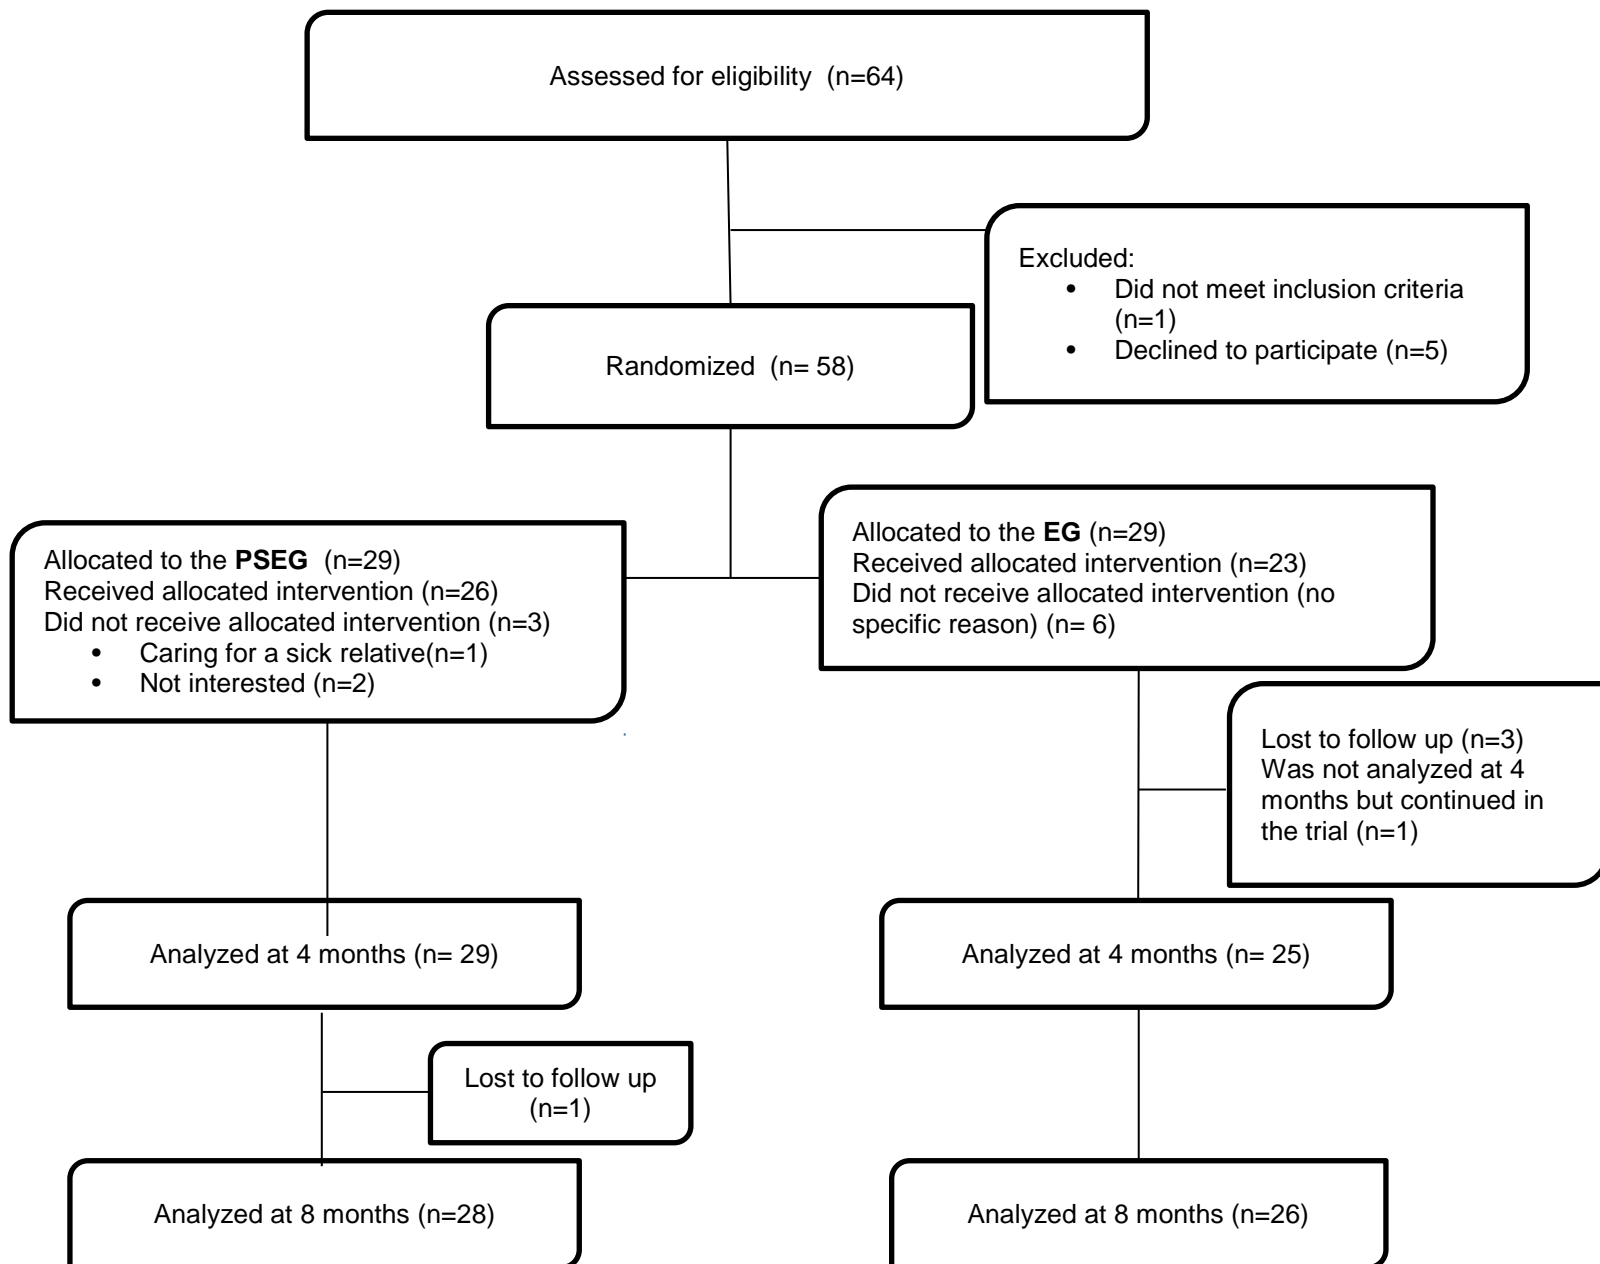 Assessed for eligibility (n=64)
Excluded:
• Did not meet inclusion criteria
(n=1)
• Declined to participate (n=5)
Randomized (n= 58)
Allocated to the PSEG (n=29)
Received allocated intervention (n=26)
Did not receive allocated intervention (n=3)
• Caring for a sick relative(n=1)
• Not interested (n=2)
Allocated to the EG (n=29)
Received allocated intervention (n=23)
Did not receive allocated intervention (no
specific reason) (n= 6)
Lost to follow up (n=3)
Was not analyzed at 4
months but continued in
the trial (n=1)
Analyzed at 4 months (n= 29)
Analyzed at 4 months (n= 25)
Lost to follow up
(n=1)
Analyzed at 8 months (n=28)
Analyzed at 8 months (n=26)